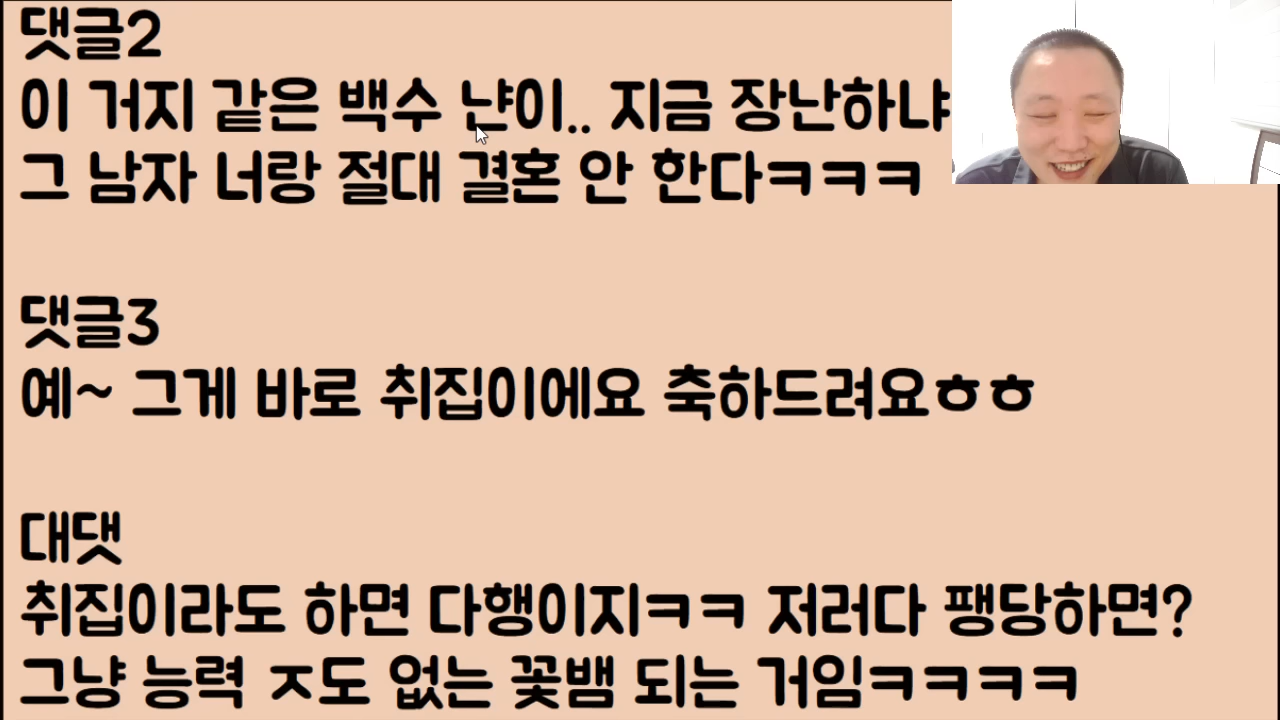 댓글2
이 거지 같은 백수 냔이.. 지금 장난하냐
그 남자 너랑 절대 결혼 안 한다ㅋㅋㅋ
댓글3
예~ 그게 바로 취집이에요 축하드려요ㅎㅎ
대댓
취집이라도 하면 다행이지ㅋㅋ 저러다 팽당하면?
그냥 능력 ㅈ도 없는 꽃뱀 되는 거임ㅋㅋㅋㅋ